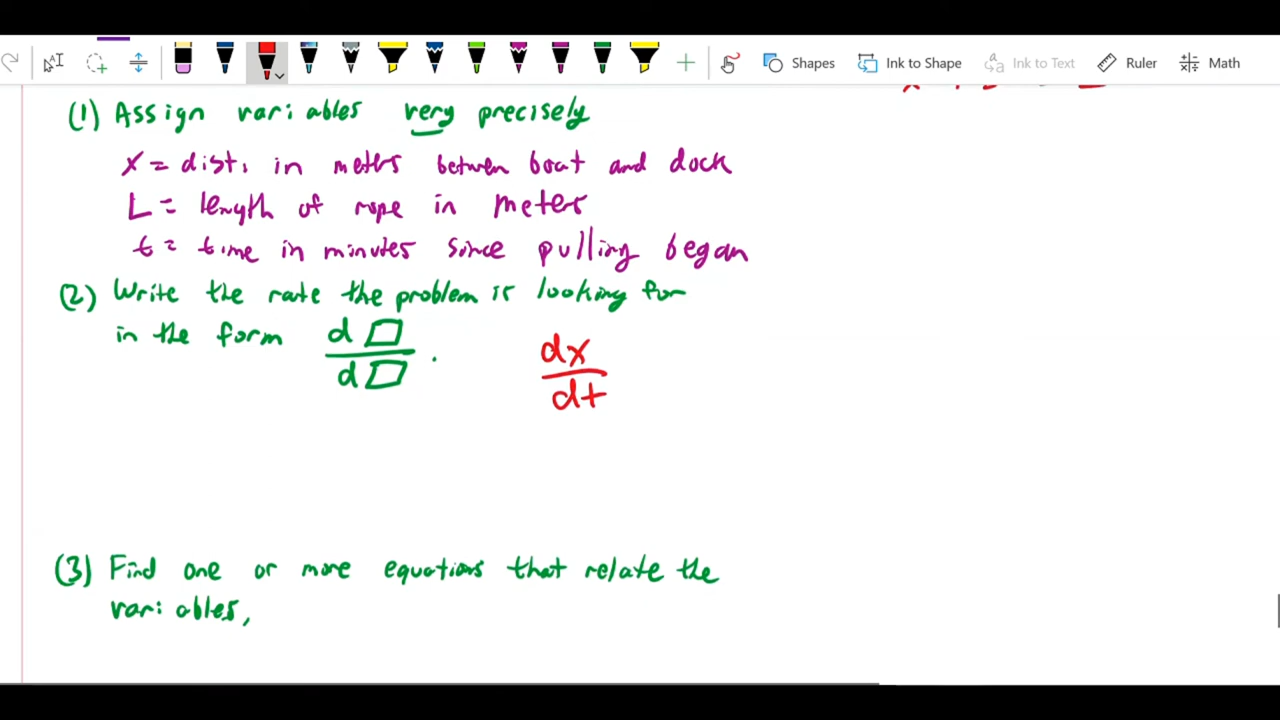 Shapes Ink to Shape Ink to Text Ruler Math
(1) Assign variables very precisely
x = dist. in meters between boat and dock
L = length of rope in meters
t = time in minutes since pulling began
(2) Write the rate the problem is looking for
in the form d□/d□. dx/dt
(3) Find one or more equations that relate the
variables,